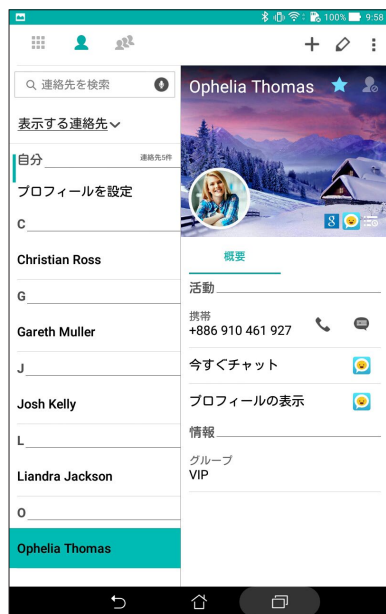 100% 9:58
連絡先を検索
表示する連絡先
自分 連絡先5件
プロフィールを設定
C
Christian Ross
G
Gareth Muller
J
Josh Kelly
L
Liandra Jackson
O
Ophelia Thomas
Ophelia Thomas
8
概要
活動
携帯
+886 910 461 927
今すぐチャット
プロフィールの表示
情報
グループ
VIP